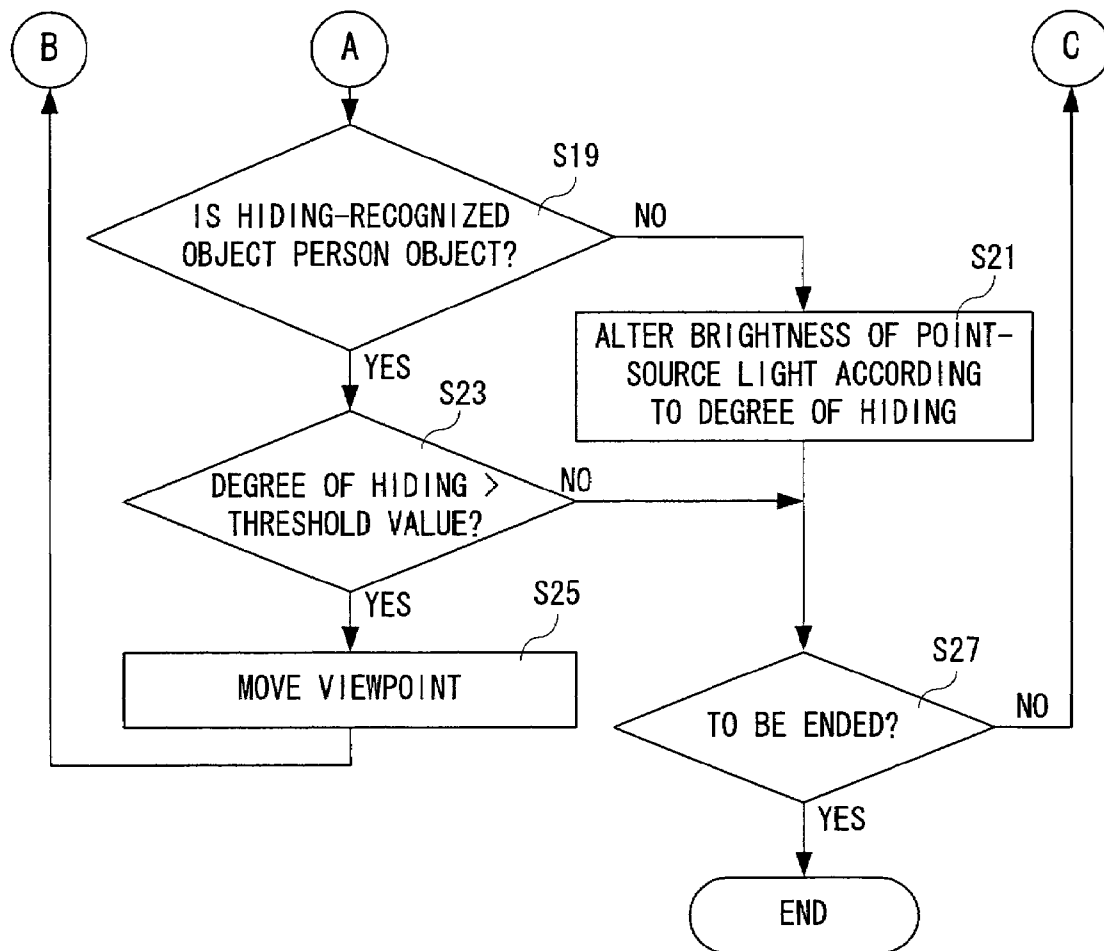 B
A
C
S19
IS HIDING-RECOGNIZED
OBJECT PERSON OBJECT?
NO
YES
S21
ALTER BRIGHTNESS OF POINT-
SOURCE LIGHT ACCORDING
TO DEGREE OF HIDING
S23
DEGREE OF HIDING >
THRESHOLD VALUE?
NO
YES
S25
MOVE VIEWPOINT
S27
TO BE ENDED?
NO
YES
END